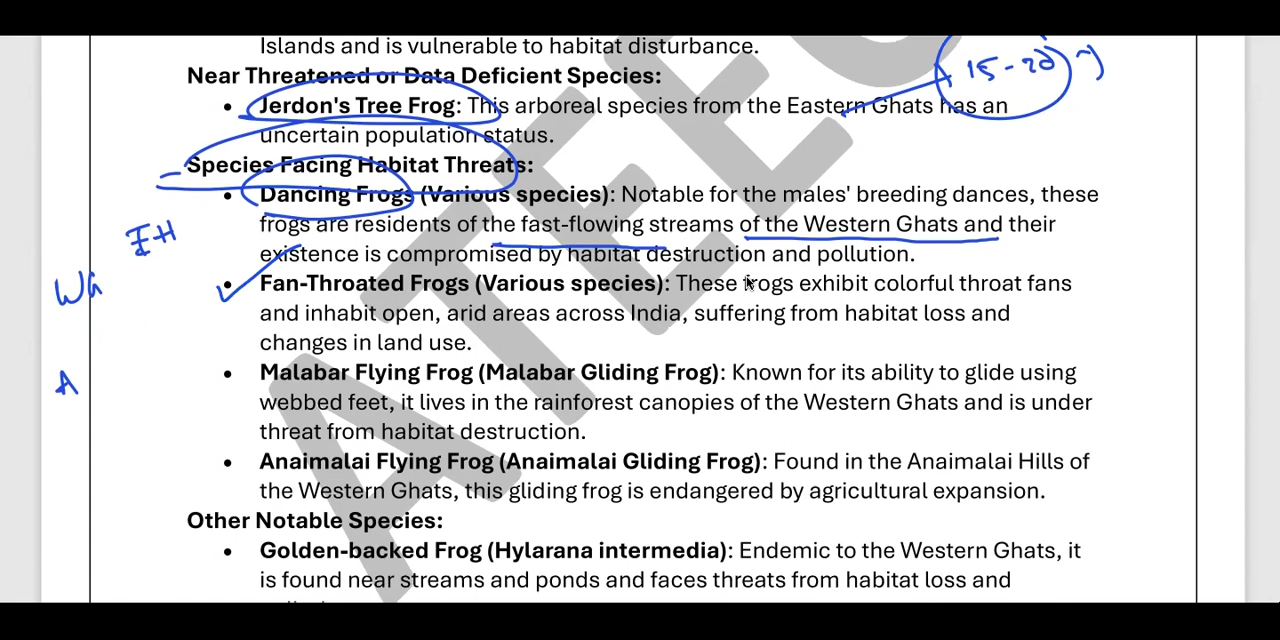 Islands and is vulnerable to habitat disturbance.
15-20
Near Threatened or Data Deficient Species:
• Jerdon's Tree Frog: This arboreal species from the Eastern Ghats has an
uncertain population status.
Species Facing Habitat Threats:
• Dancing Frogs (Various species): Notable for the males' breeding dances, these
frogs are residents of the fast-flowing streams of the Western Ghats and their
existence is compromised by habitat destruction and pollution.
• Fan-Throated Frogs (Various species): These frogs exhibit colorful throat fans
and inhabit open, arid areas across India, suffering from habitat loss and
changes in land use.
A
• Malabar Flying Frog (Malabar Gliding Frog): Known for its ability to glide using
webbed feet, it lives in the rainforest canopies of the Western Ghats and is under
threat from habitat destruction.
• Anaimalai Flying Frog (Anaimalai Gliding Frog): Found in the Anaimalai Hills of
the Western Ghats, this gliding frog is endangered by agricultural expansion.
Other Notable Species:
• Golden-backed Frog (Hylarana intermedia): Endemic to the Western Ghats, it
is found near streams and ponds and faces threats from habitat loss and